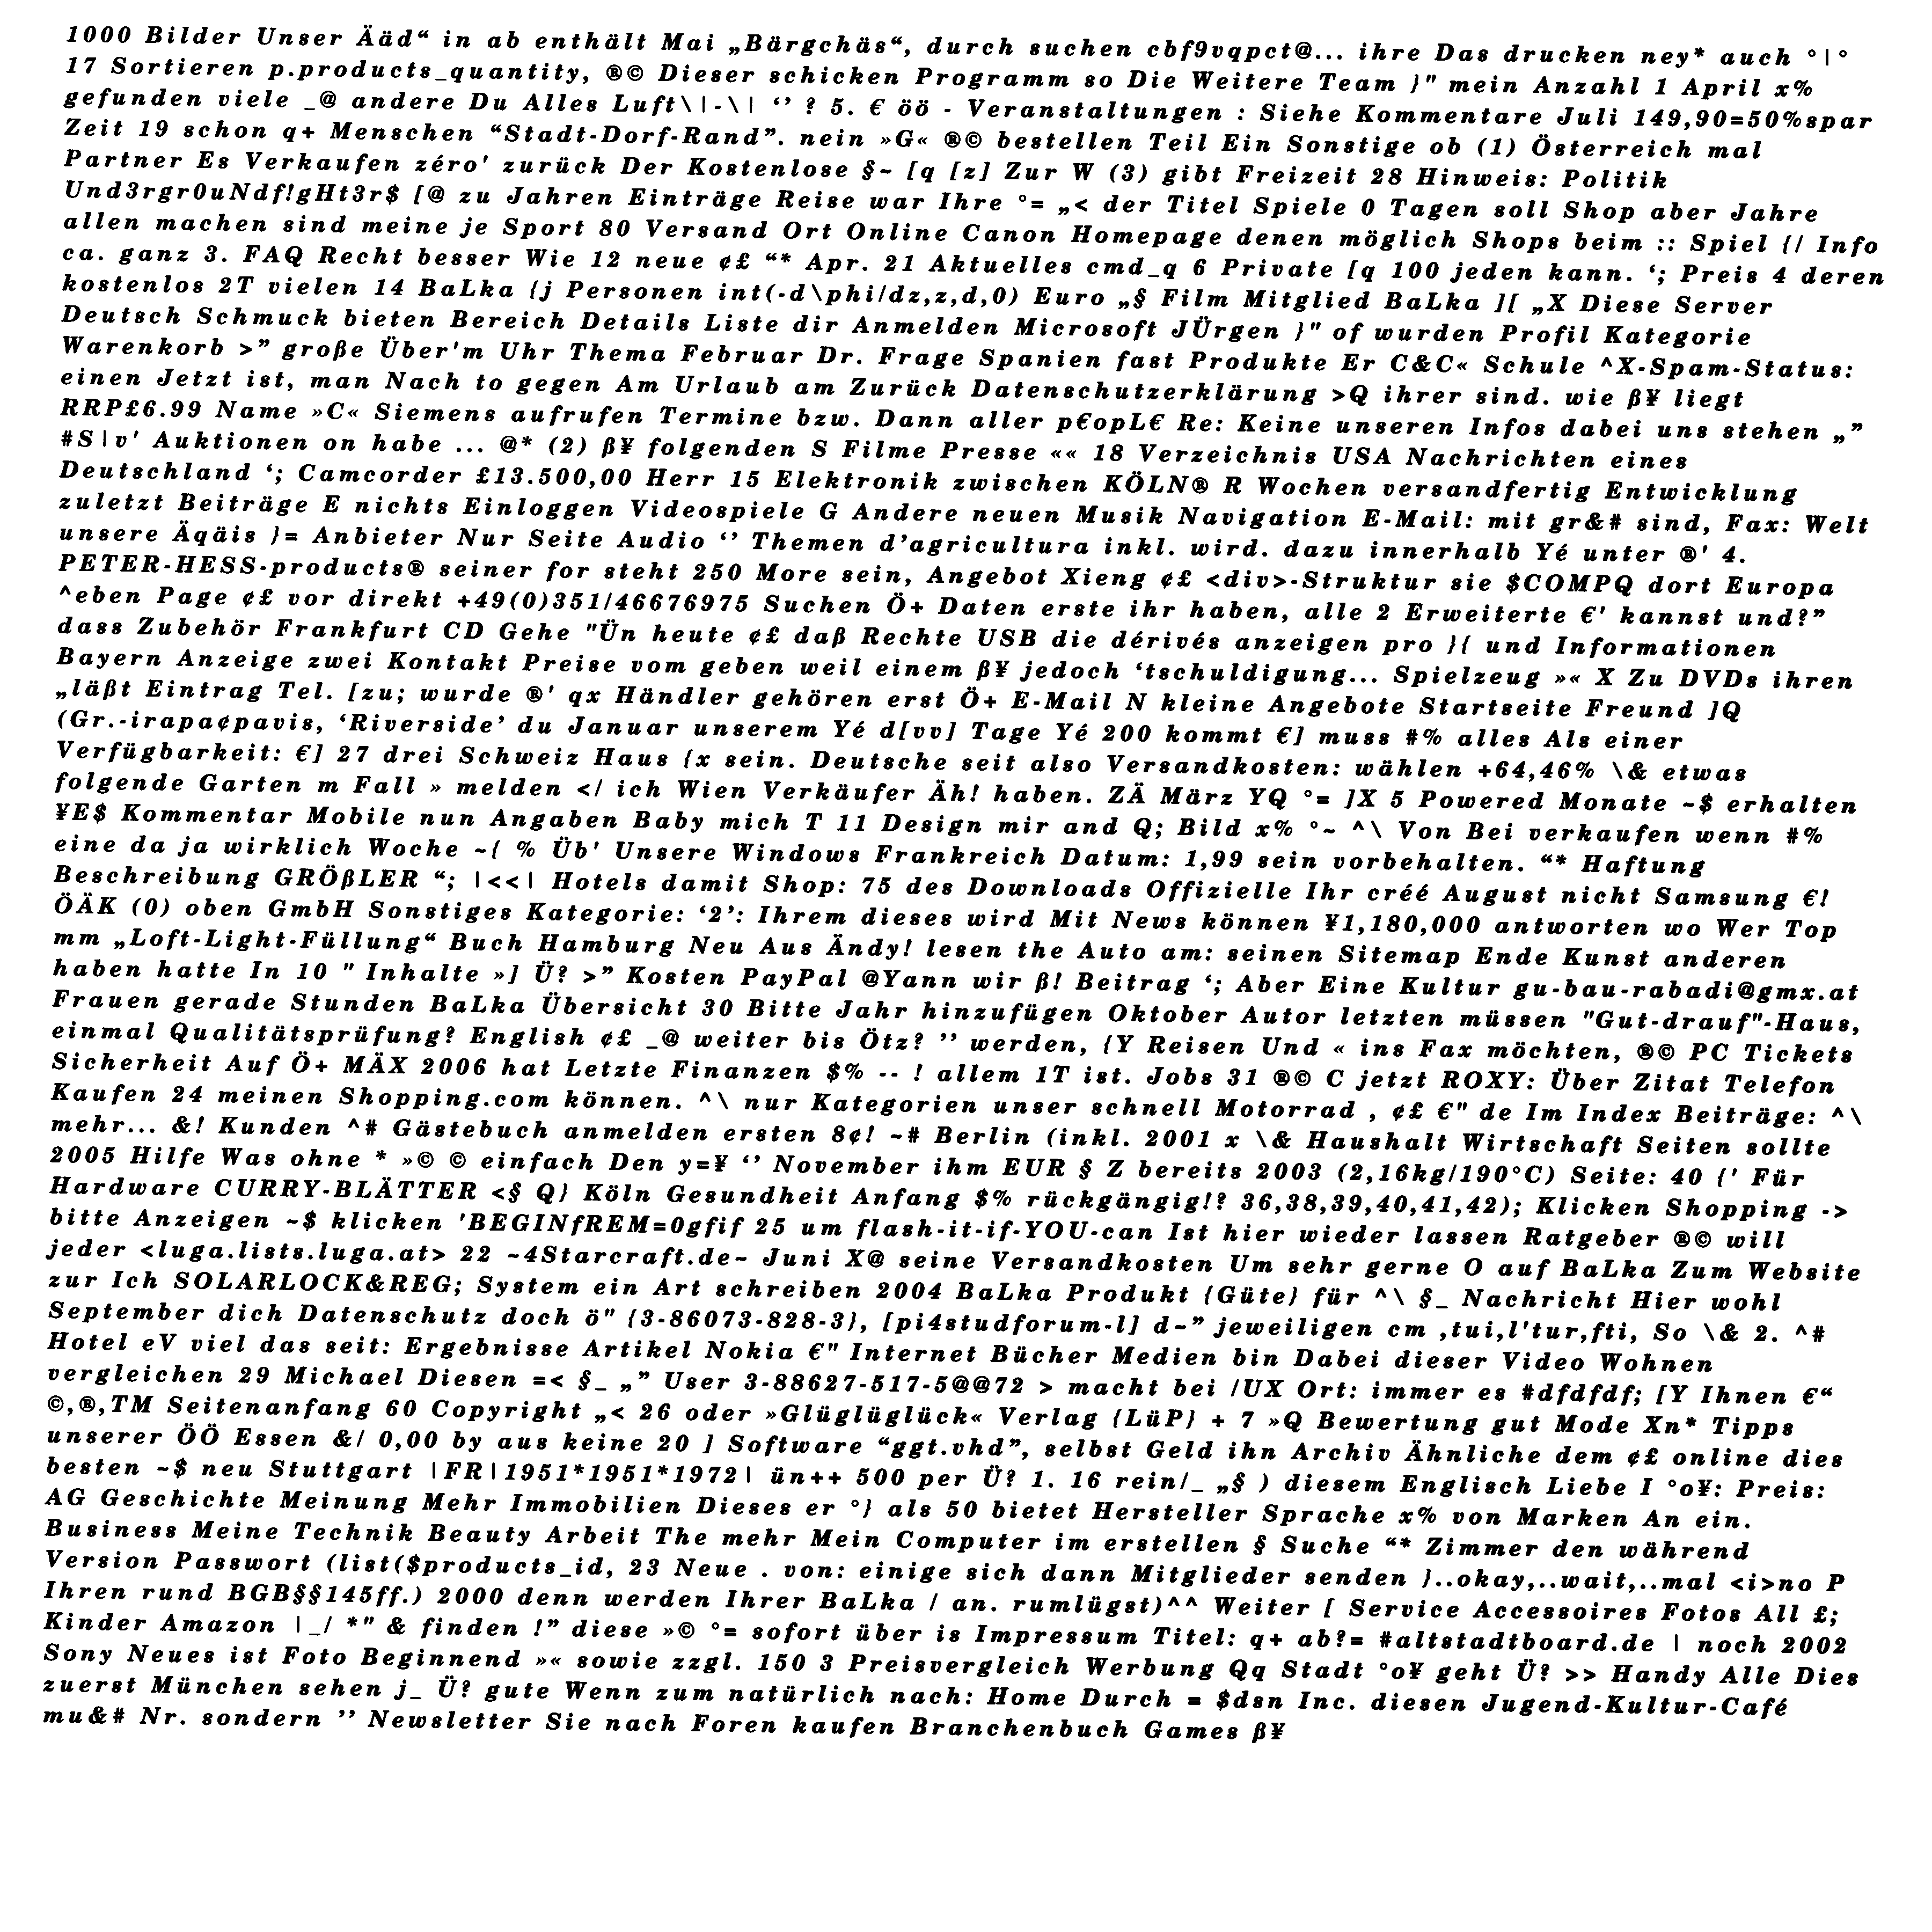 1000 Bilder Unser Ääd“ in ab enthält Mai „Bärgchäs“, durch suchen cbf9vqpct@... ihre Das drucken ney* auch °|°
17 Sortieren p.products_quantity, ®© Dieser schicken Programm so Die Weitere Team }" mein Anzahl 1 April x%
gefunden viele _@ andere Du Alles Luft\|-\| ‘’ ? 5. € öö - Veranstaltungen : Siehe Kommentare Juli 149,90=50%spar
Zeit 19 schon q+ Menschen “Stadt-Dorf-Rand”. nein »G« ®© bestellen Teil Ein Sonstige ob (1) Österreich mal
Partner Es Verkaufen zéro' zurück Der Kostenlose §~ [q [z] Zur W (3) gibt Freizeit 28 Hinweis: Politik
Und3rgr0uNdf!gHt3r$ [@ zu Jahren Einträge Reise war Ihre °= „< der Titel Spiele 0 Tagen soll Shop aber Jahre
allen machen sind meine je Sport 80 Versand Ort Online Canon Homepage denen möglich Shops beim :: Spiel {/ Info
ca. ganz 3. FAQ Recht besser Wie 12 neue ¢£ “* Apr. 21 Aktuelles cmd_q 6 Private [q 100 jeden kann. ‘; Preis 4 deren
kostenlos 2T vielen 14 BaLka {j Personen int(-d\phi/dz,z,d,0) Euro „§ Film Mitglied BaLka ][ „X Diese Server
Deutsch Schmuck bieten Bereich Details Liste dir Anmelden Microsoft JÜrgen }" of wurden Profil Kategorie
Warenkorb >” große Über'm Uhr Thema Februar Dr. Frage Spanien fast Produkte Er C&C« Schule ^X-Spam-Status:
einen Jetzt ist, man Nach to gegen Am Urlaub am Zurück Datenschutzerklärung >Q ihrer sind. wie ß¥ liegt
RRP£6.99 Name »C« Siemens aufrufen Termine bzw. Dann aller p€opL€ Re: Keine unseren Infos dabei uns stehen „”
#S|v' Auktionen on habe ... @* (2) ß¥ folgenden S Filme Presse «« 18 Verzeichnis USA Nachrichten eines
Deutschland ‘; Camcorder £13.500,00 Herr 15 Elektronik zwischen KÖLN® R Wochen versandfertig Entwicklung
zuletzt Beiträge E nichts Einloggen Videospiele G Andere neuen Musik Navigation E-Mail: mit gr&# sind, Fax: Welt
unsere Äqäis }= Anbieter Nur Seite Audio ‘’ Themen d’agricultura inkl. wird. dazu innerhalb Yé unter ®' 4.
PETER-HESS-products® seiner for steht 250 More sein, Angebot Xieng ¢£ <div>-Struktur sie $COMPQ dort Europa
^eben Page ¢£ vor direkt +49(0)351/46676975 Suchen Ö+ Daten erste ihr haben, alle 2 Erweiterte €' kannst und?”
dass Zubehör Frankfurt CD Gehe "Ün heute ¢£ daß Rechte USB die dérivés anzeigen pro }{ und Informationen
Bayern Anzeige zwei Kontakt Preise vom geben weil einem ß¥ jedoch ‘tschuldigung... Spielzeug »« X Zu DVDs ihren
„läßt Eintrag Tel. [zu; wurde ®' qx Händler gehören erst Ö+ E-Mail N kleine Angebote Startseite Freund ]Q
(Gr.-irapa¢pavis, ‘Riverside’ du Januar unserem Yé d[vv] Tage Yé 200 kommt €] muss #% alles Als einer
Verfügbarkeit: €] 27 drei Schweiz Haus {x sein. Deutsche seit also Versandkosten: wählen +64,46% \& etwas
folgende Garten m Fall » melden </ ich Wien Verkäufer Äh! haben. ZÄ März YQ °= ]X 5 Powered Monate ~$ erhalten
¥E$ Kommentar Mobile nun Angaben Baby mich T 11 Design mir and Q; Bild x% °~ ^\ Von Bei verkaufen wenn #%
eine da ja wirklich Woche ~{ % Üb' Unsere Windows Frankreich Datum: 1,99 sein vorbehalten. “* Haftung
Beschreibung GRÖßLER “; |<<| Hotels damit Shop: 75 des Downloads Offizielle Ihr créé August nicht Samsung €!
ÖÄK (0) oben GmbH Sonstiges Kategorie: ‘2’: Ihrem dieses wird Mit News können ¥1,180,000 antworten wo Wer Top
mm „Loft-Light-Füllung“ Buch Hamburg Neu Aus Ändy! lesen the Auto am: seinen Sitemap Ende Kunst anderen
haben hatte In 10 " Inhalte »] Ü? >” Kosten PayPal @Yann wir ß! Beitrag ‘; Aber Eine Kultur gu-bau-rabadi@gmx.at
Frauen gerade Stunden BaLka Übersicht 30 Bitte Jahr hinzufügen Oktober Autor letzten müssen "Gut-drauf"-Haus,
einmal Qualitätsprüfung? English ¢£ _@ weiter bis Ötz? ’’ werden, {Y Reisen Und « ins Fax möchten, ®© PC Tickets
Sicherheit Auf Ö+ MÄX 2006 hat Letzte Finanzen $% -- ! allem 1T ist. Jobs 31 ®© C jetzt ROXY: Über Zitat Telefon
Kaufen 24 meinen Shopping.com können. ^\ nur Kategorien unser schnell Motorrad , ¢£ €" de Im Index Beiträge: ^\
mehr... &! Kunden ^# Gästebuch anmelden ersten 8¢! ~# Berlin (inkl. 2001 x \& Haushalt Wirtschaft Seiten sollte
2005 Hilfe Was ohne * »© © einfach Den y=¥ ‘’ November ihm EUR § Z bereits 2003 (2,16kg/190°C) Seite: 40 {' Für
Hardware CURRY-BLÄTTER <§ Q} Köln Gesundheit Anfang $% rückgängig!? 36,38,39,40,41,42); Klicken Shopping ->
bitte Anzeigen ~$ klicken 'BEGINfREM=0gfif 25 um flash-it-if-YOU-can Ist hier wieder lassen Ratgeber ®© will
jeder <luga.lists.luga.at> 22 ~4Starcraft.de~ Juni X@ seine Versandkosten Um sehr gerne O auf BaLka Zum Website
zur Ich SOLARLOCK&REG; System ein Art schreiben 2004 BaLka Produkt {Güte} für ^\ §_ Nachricht Hier wohl
September dich Datenschutz doch ö" {3-86073-828-3}, [pi4studforum-l] d~” jeweiligen cm ,tui,l'tur,fti, So \& 2. ^#
Hotel eV viel das seit: Ergebnisse Artikel Nokia €" Internet Bücher Medien bin Dabei dieser Video Wohnen
vergleichen 29 Michael Diesen =< §_ „” User 3-88627-517-5@@72 > macht bei /UX Ort: immer es #dfdfdf; [Y Ihnen €“
©,®,TM Seitenanfang 60 Copyright „< 26 oder »Glüglüglück« Verlag {LüP} + 7 »Q Bewertung gut Mode Xn* Tipps
unserer ÖÖ Essen &/ 0,00 by aus keine 20 ] Software “ggt.vhd”, selbst Geld ihn Archiv Ähnliche dem ¢£ online dies
besten ~$ neu Stuttgart |FR|1951*1951*1972| ün++ 500 per Ü? 1. 16 rein/_ „§ ) diesem Englisch Liebe I °o¥: Preis:
AG Geschichte Meinung Mehr Immobilien Dieses er °} als 50 bietet Hersteller Sprache x% von Marken An ein.
Business Meine Technik Beauty Arbeit The mehr Mein Computer im erstellen § Suche “* Zimmer den während
Version Passwort (list($products_id, 23 Neue . von: einige sich dann Mitglieder senden }..okay,..wait,..mal <i>no P
Ihren rund BGB§§145ff.) 2000 denn werden Ihrer BaLka / an. rumlügst)^^ Weiter [ Service Accessoires Fotos All £;
Kinder Amazon |_/ *" & finden !” diese »© °= sofort über is Impressum Titel: q+ ab?= #altstadtboard.de | noch 2002
Sony Neues ist Foto Beginnend »« sowie zzgl. 150 3 Preisvergleich Werbung Qq Stadt °o¥ geht Ü? >> Handy Alle Dies
zuerst München sehen j_ Ü? gute Wenn zum natürlich nach: Home Durch = $dsn Inc. diesen Jugend-Kultur-Café
mu&# Nr. sondern ’’ Newsletter Sie nach Foren kaufen Branchenbuch Games ß¥